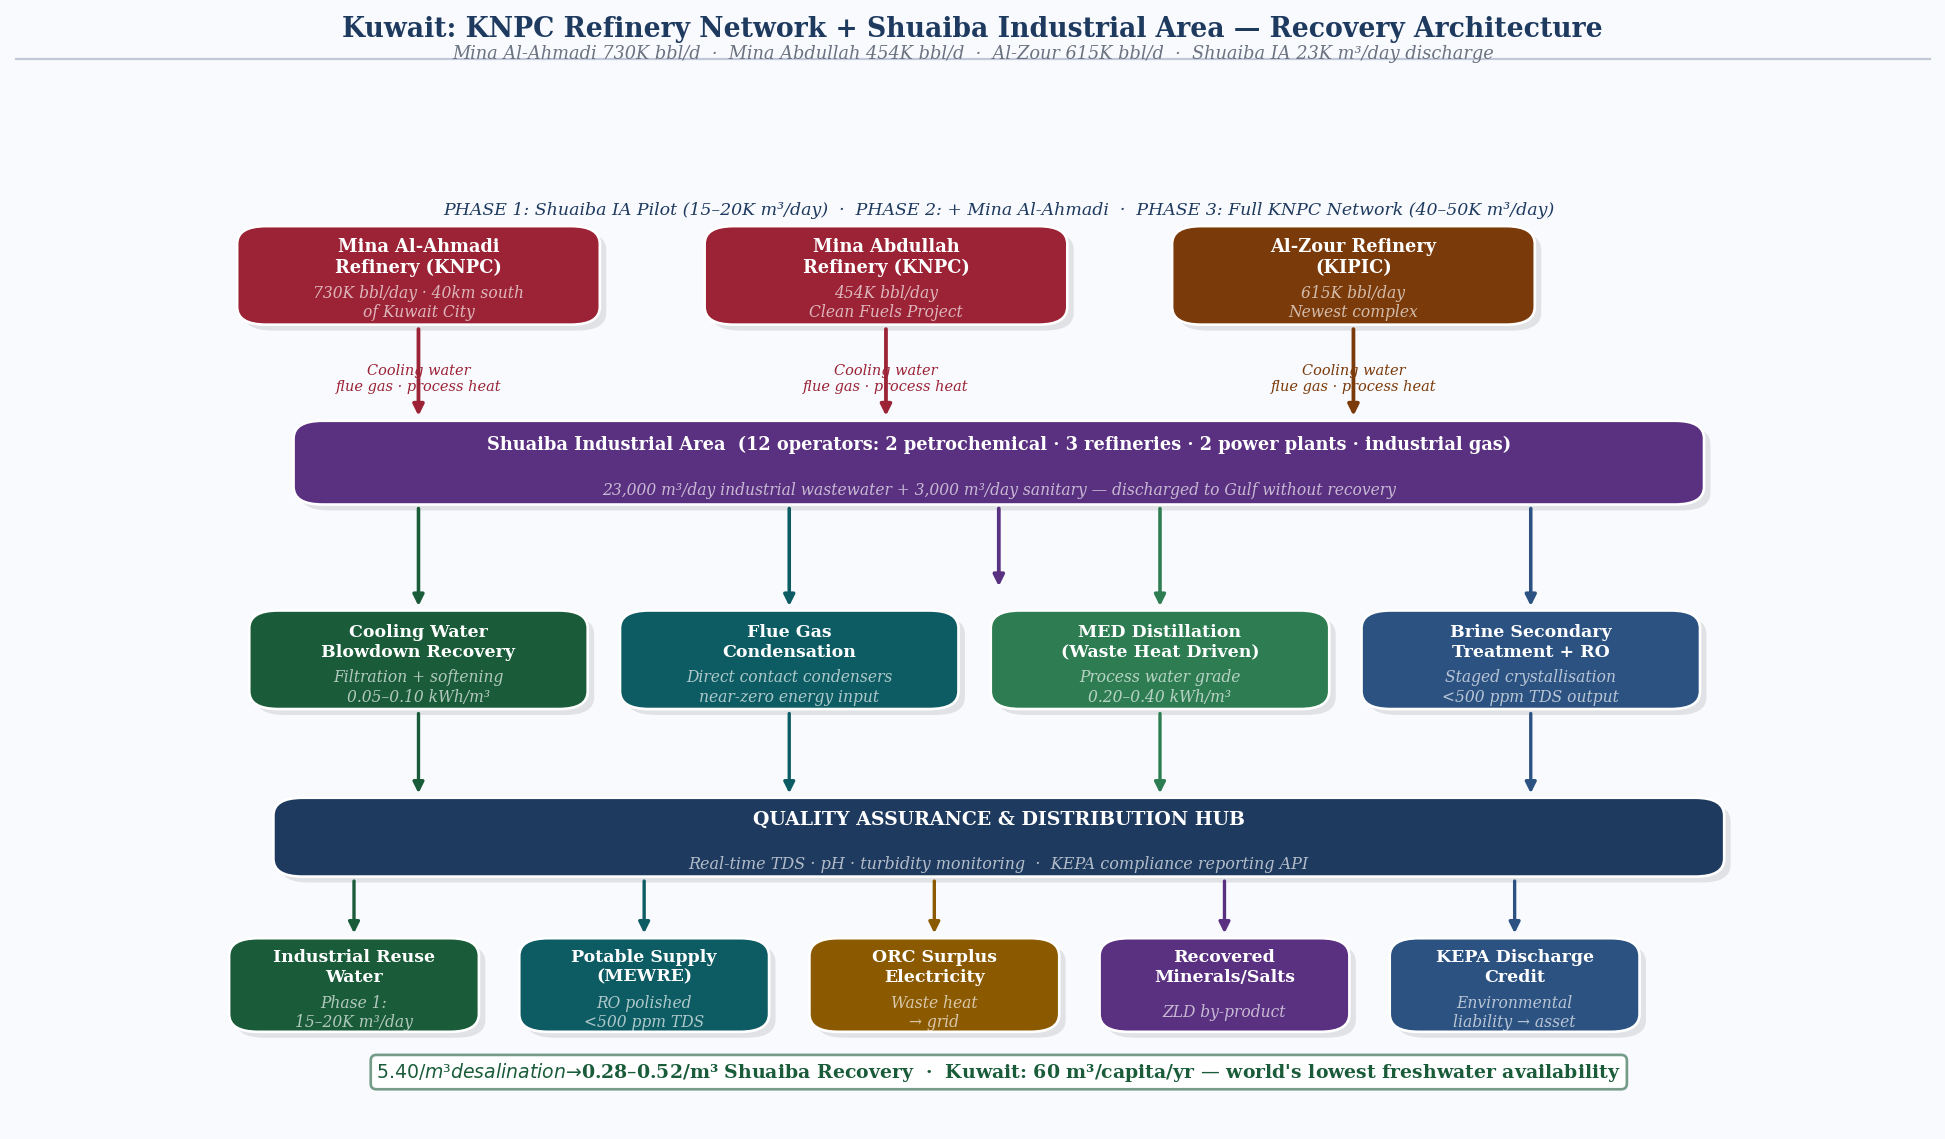 Kuwait: KNPC Refinery Network + Shuaiba Industrial Area — Recovery Architecture
Mina Al-Ahmadi 730K bbl/d · Mina Abdullah 454K bbl/d · Al-Zour 615K bbl/d · Shuaiba IA 23K m³/day discharge
PHASE 1: Shuaiba IA Pilot (15–20K m³/day) · PHASE 2: + Mina Al-Ahmadi · PHASE 3: Full KNPC Network (40–50K m³/day)
Mina Al-Ahmadi
Refinery (KNPC)
730K bbl/day · 40km south
of Kuwait City
Mina Abdullah
Refinery (KNPC)
454K bbl/day
Clean Fuels Project
Al-Zour Refinery
(KIPIC)
615K bbl/day
Newest complex
Cooling water
flue gas · process heat
Cooling water
flue gas · process heat
Cooling water
flue gas · process heat
Shuaiba Industrial Area (12 operators: 2 petrochemical · 3 refineries · 2 power plants · industrial gas)
23,000 m³/day industrial wastewater + 3,000 m³/day sanitary — discharged to Gulf without recovery
Cooling Water
Blowdown Recovery
Filtration + softening
0.05–0.10 kWh/m³
Flue Gas
Condensation
Direct contact condensers
near-zero energy input
MED Distillation
(Waste Heat Driven)
Process water grade
0.20–0.40 kWh/m³
Brine Secondary
Treatment + RO
Staged crystallisation
<500 ppm TDS output
QUALITY ASSURANCE & DISTRIBUTION HUB
Real-time TDS · pH · turbidity monitoring · KEPA compliance reporting API
Industrial Reuse
Water
Phase 1:
15–20K m³/day
Potable Supply
(MEWRE)
RO polished
<500 ppm TDS
ORC Surplus
Electricity
Waste heat
→ grid
Recovered
Minerals/Salts
ZLD by-product
KEPA Discharge
Credit
Environmental
liability → asset
5.40/m³desalination→0.28–0.52/m³ Shuaiba Recovery · Kuwait: 60 m³/capita/yr — world's lowest freshwater availability